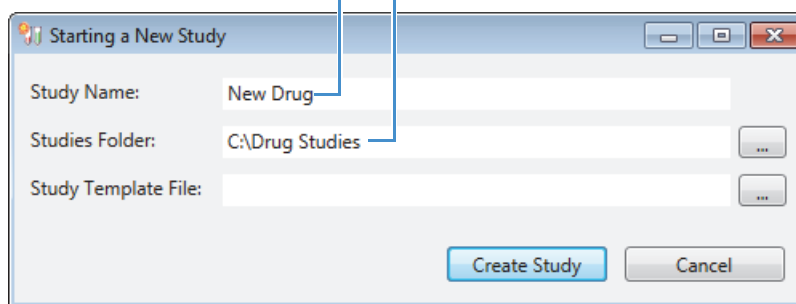 Starting a New Study
Study Name: New Drug
Studies Folder: C:\Drug Studies ...
Study Template File: ...
Create Study Cancel